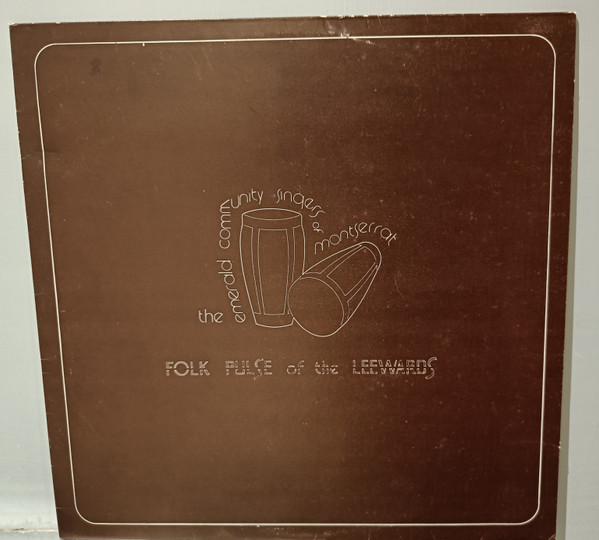 the emerald community singers of montserrat
FOLK PULSE of the LEEWARDS